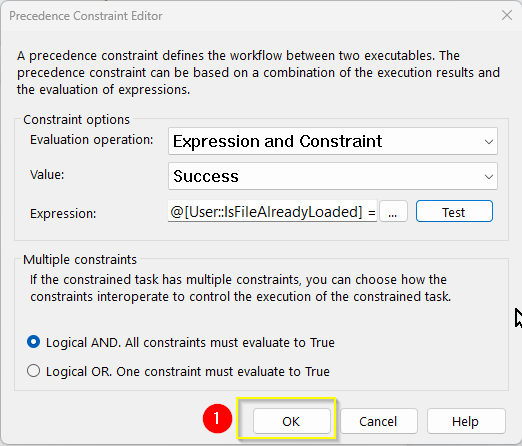 Precedence Constraint Editor
A precedence constraint defines the workflow between two executables. The
precedence constraint can be based on a combination of the execution results and
the evaluation of expressions.
Constraint options
Evaluation operation: Expression and Constraint
Value: Success
Expression: @[User::IsFileAlreadyLoaded] = ... Test
Multiple constraints
If the constrained task has multiple constraints, you can choose how the
constraints interoperate to control the execution of the constrained task.
Logical AND. All constraints must evaluate to True
Logical OR. One constraint must evaluate to True
1 OK Cancel Help